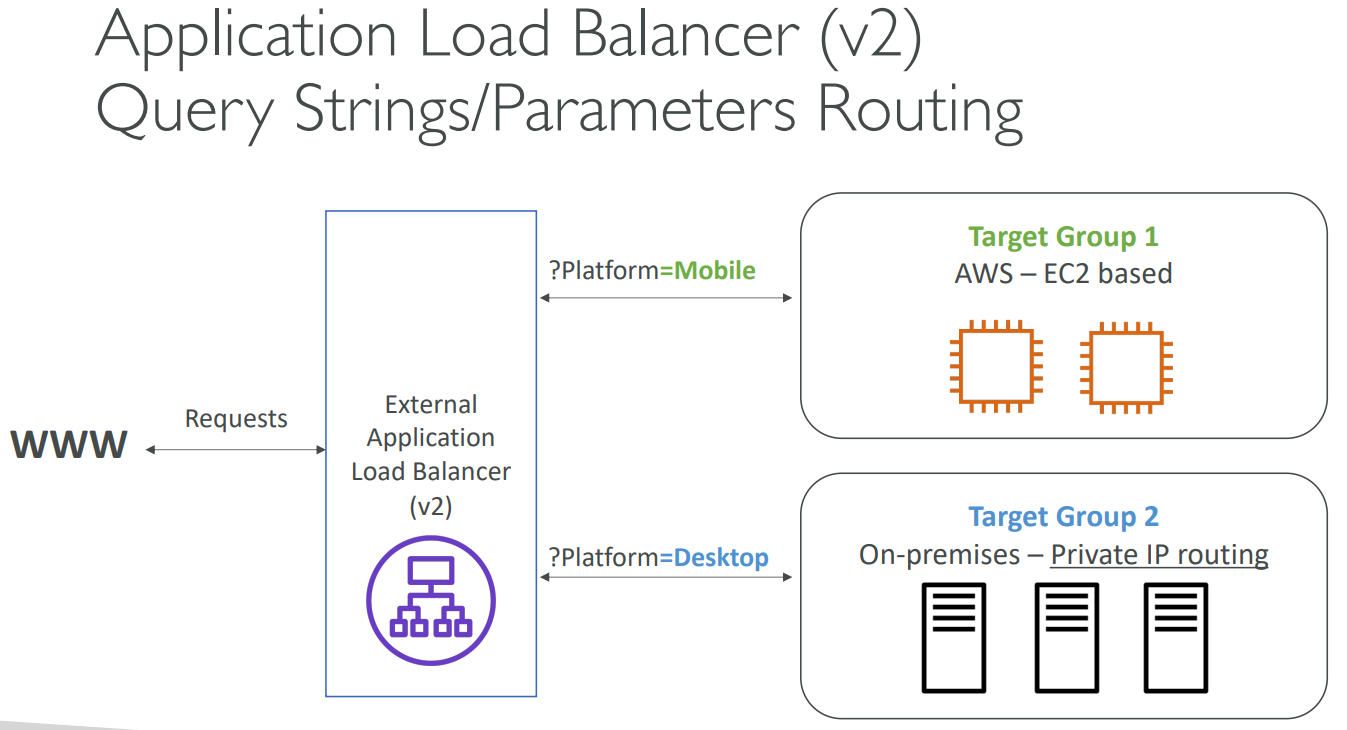 Application Load Balancer (v2)
Query Strings/Parameters Routing
WWW
Requests
External
Application
Load Balancer
(v2)
?Platform=Mobile
Target Group 1
AWS – EC2 based
?Platform=Desktop
Target Group 2
On-premises – Private IP routing